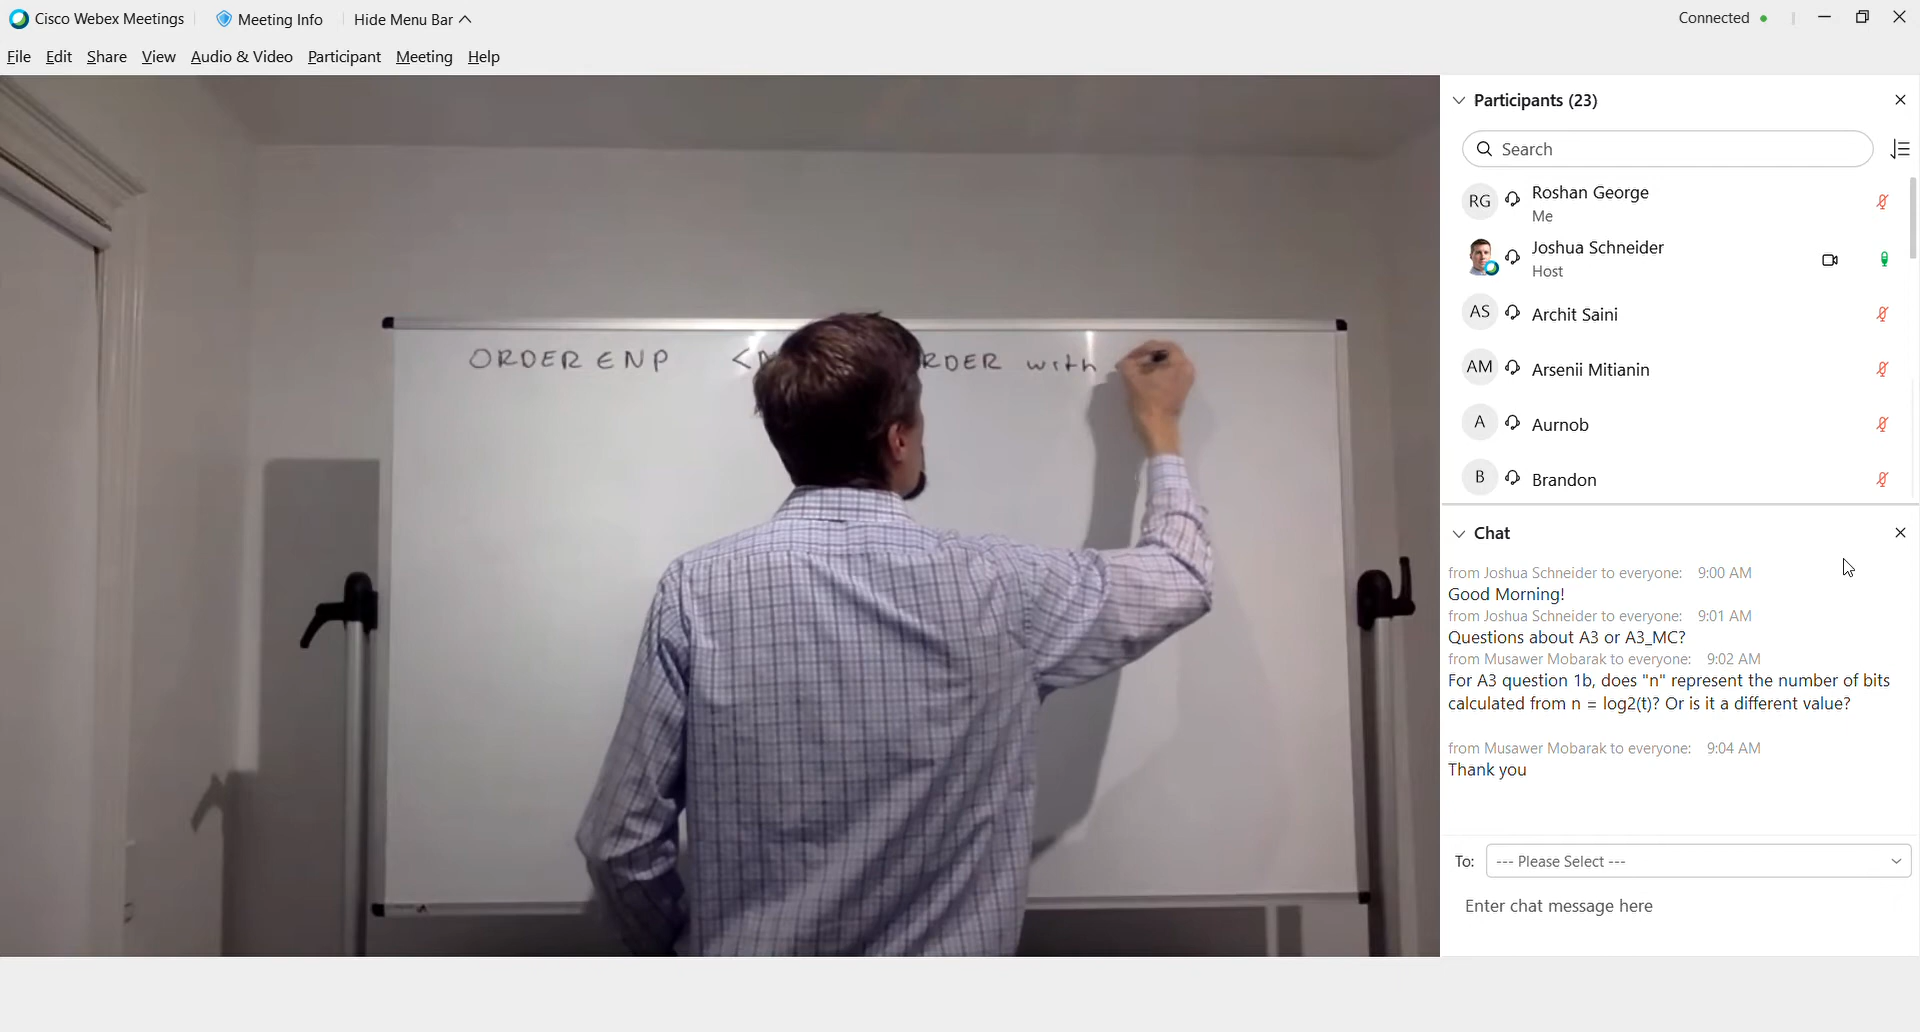 Cisco Webex Meetings Meeting Info Hide Menu Bar Connected
File Edit Share View Audio & Video Participant Meeting Help
ORDER ∈ NP < RDER with
Participants (23)
Search
RG Roshan George
Me
Joshua Schneider
Host
AS Archit Saini
AM Arsenii Mitianin
A Aurnob
B Brandon
Chat
from Joshua Schneider to everyone: 9:00 AM
Good Morning!
from Joshua Schneider to everyone: 9:01 AM
Questions about A3 or A3_MC?
from Musawer Mobarak to everyone: 9:02 AM
For A3 question 1b, does "n" represent the number of bits
calculated from n = log2(t)? Or is it a different value?
from Musawer Mobarak to everyone: 9:04 AM
Thank you
To: --- Please Select ---
Enter chat message here